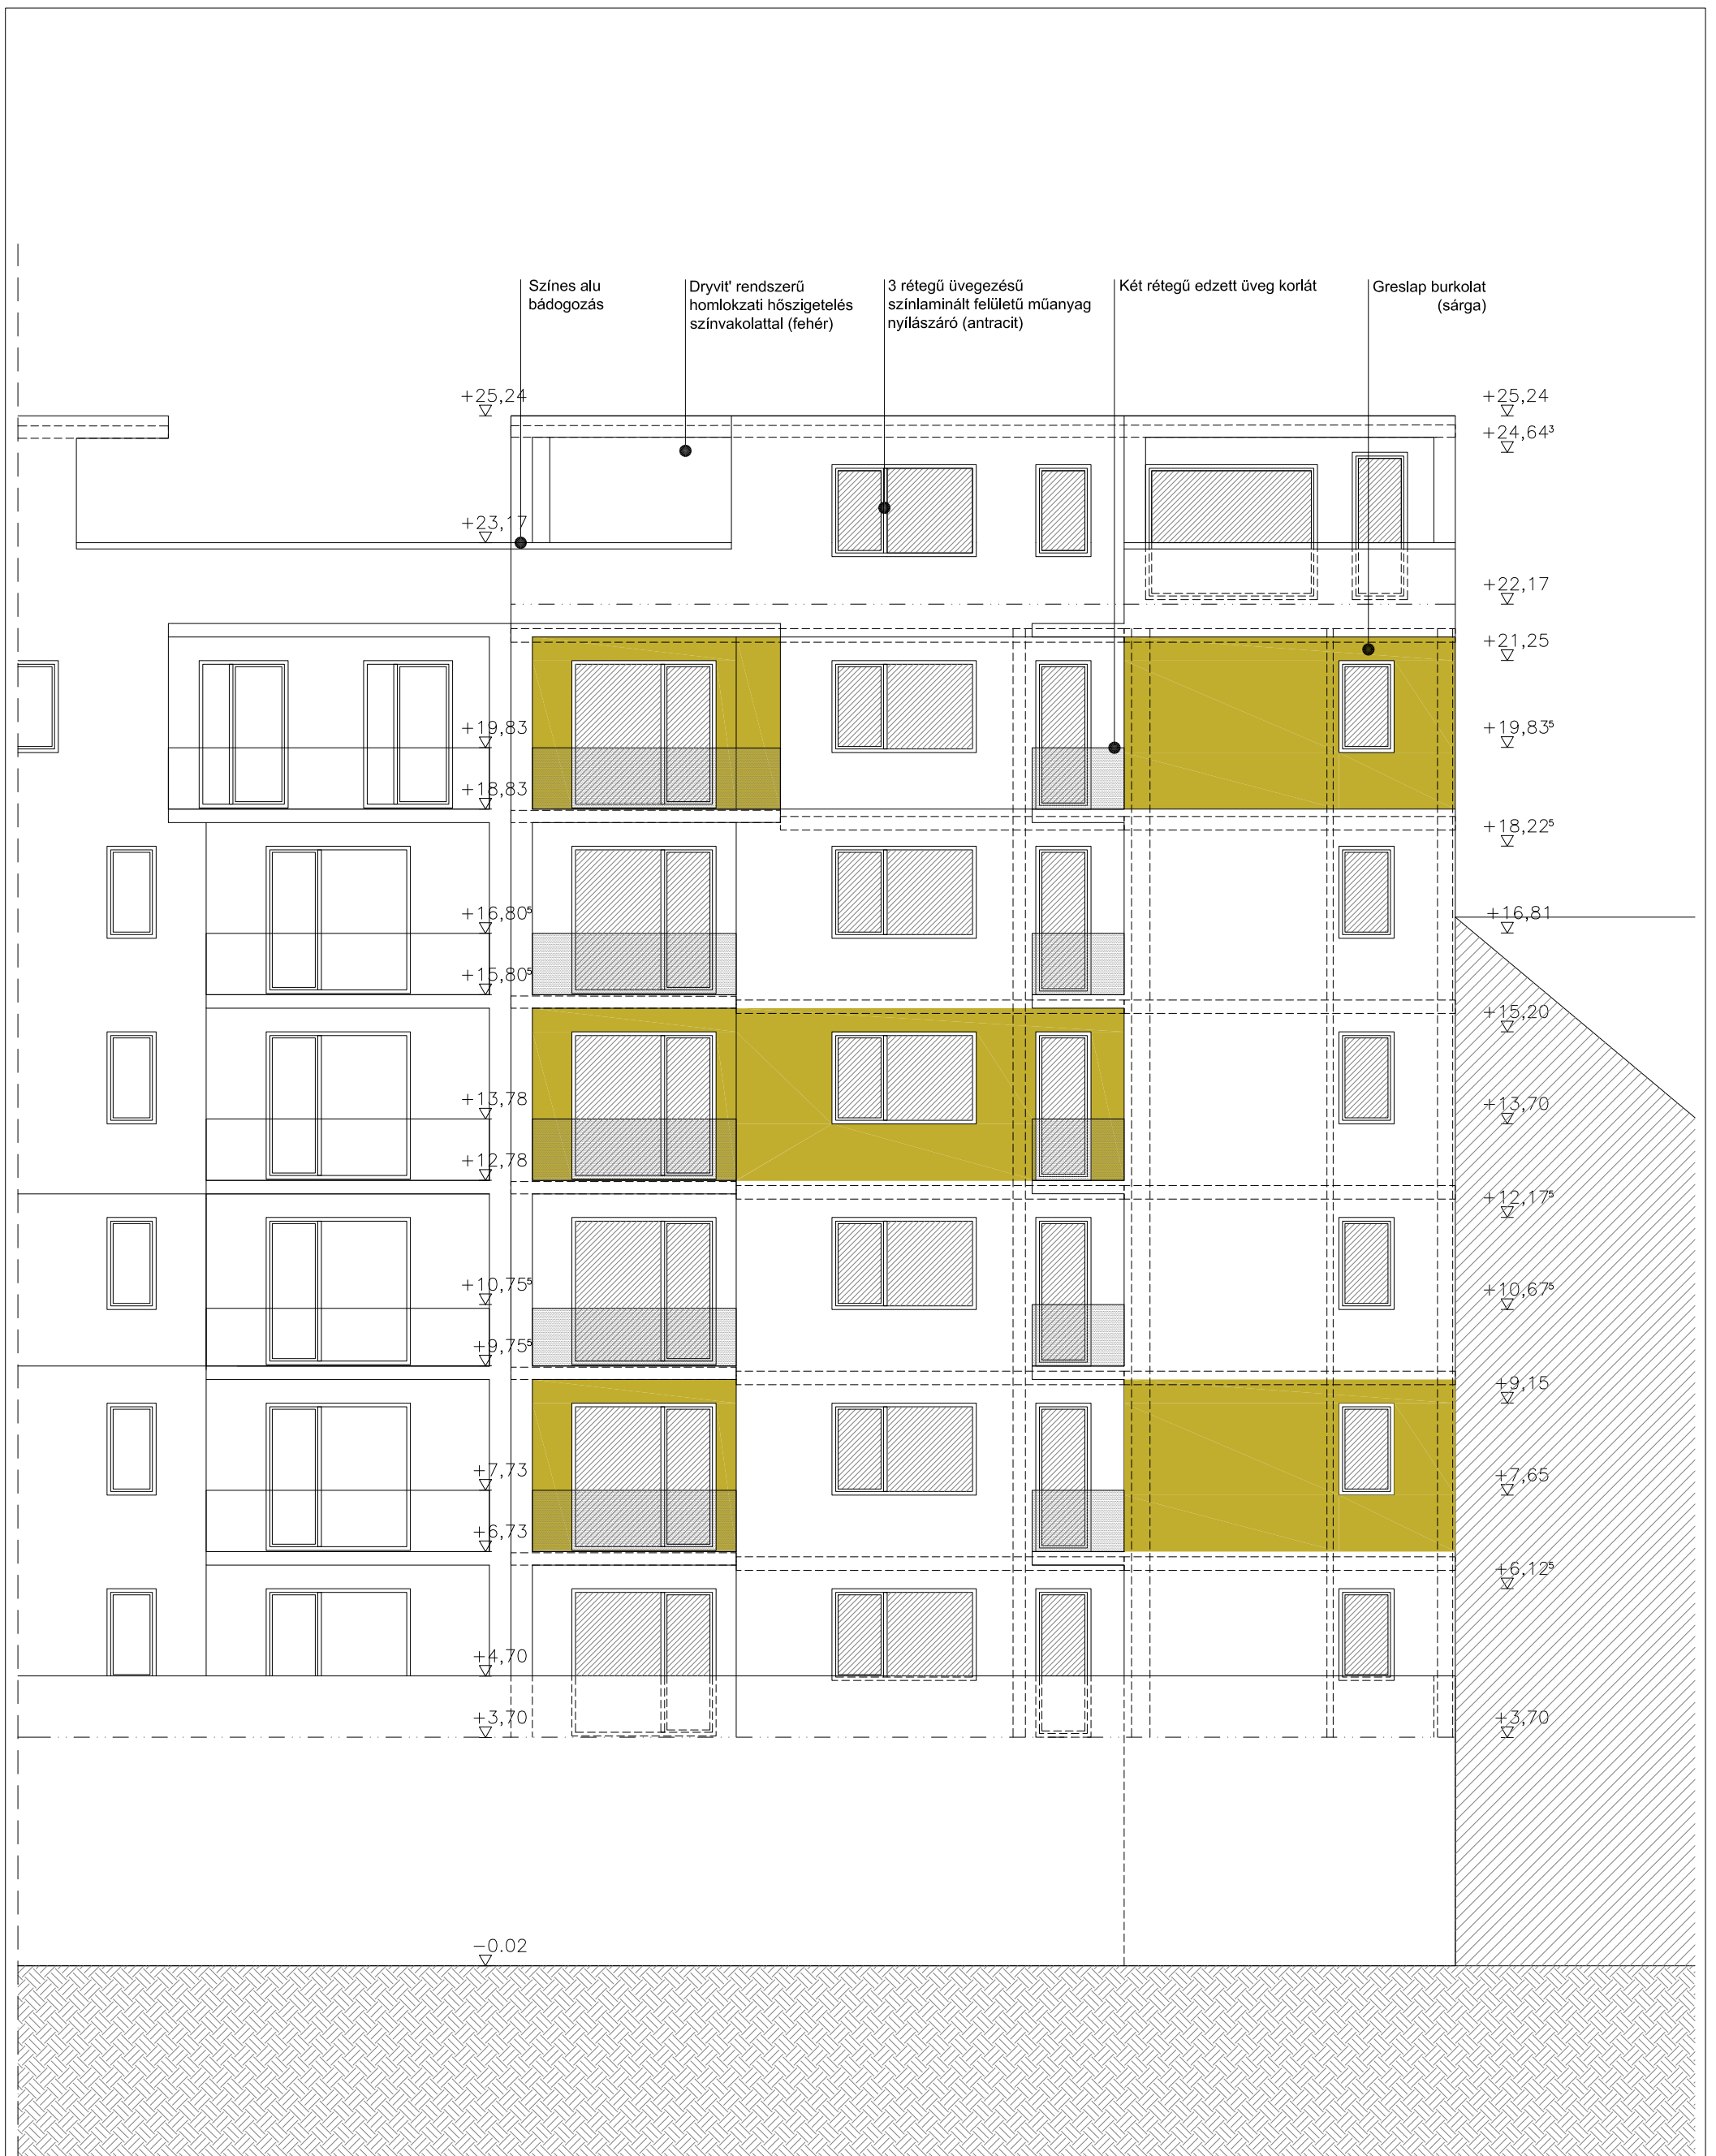 Színes alu
bádogozás
Dryvit' rendszerű
homlokzati hőszigetelés
színvakolattal (fehér)
3 rétegű üvegezésű
színlaminált felületű műanyag
nyílászáró (antracit)
Két rétegű edzett üveg korlát
Greslap burkolat
(sárga)
+25,24
+23,17
+19,83
+18,83
+16,80⁵
+15,80⁵
+13,78
+12,78
+10,75⁵
+9,75⁵
+7,73
+6,73
+4,70
+3,70
−0.02
+25,24
+24,64³
+22,17
+21,25
+19,83⁵
+18,22⁵
+16,81
+15,20
+13,70
+12,17⁵
+10,67⁵
+9,15
+7,65
+6,12⁵
+3,70